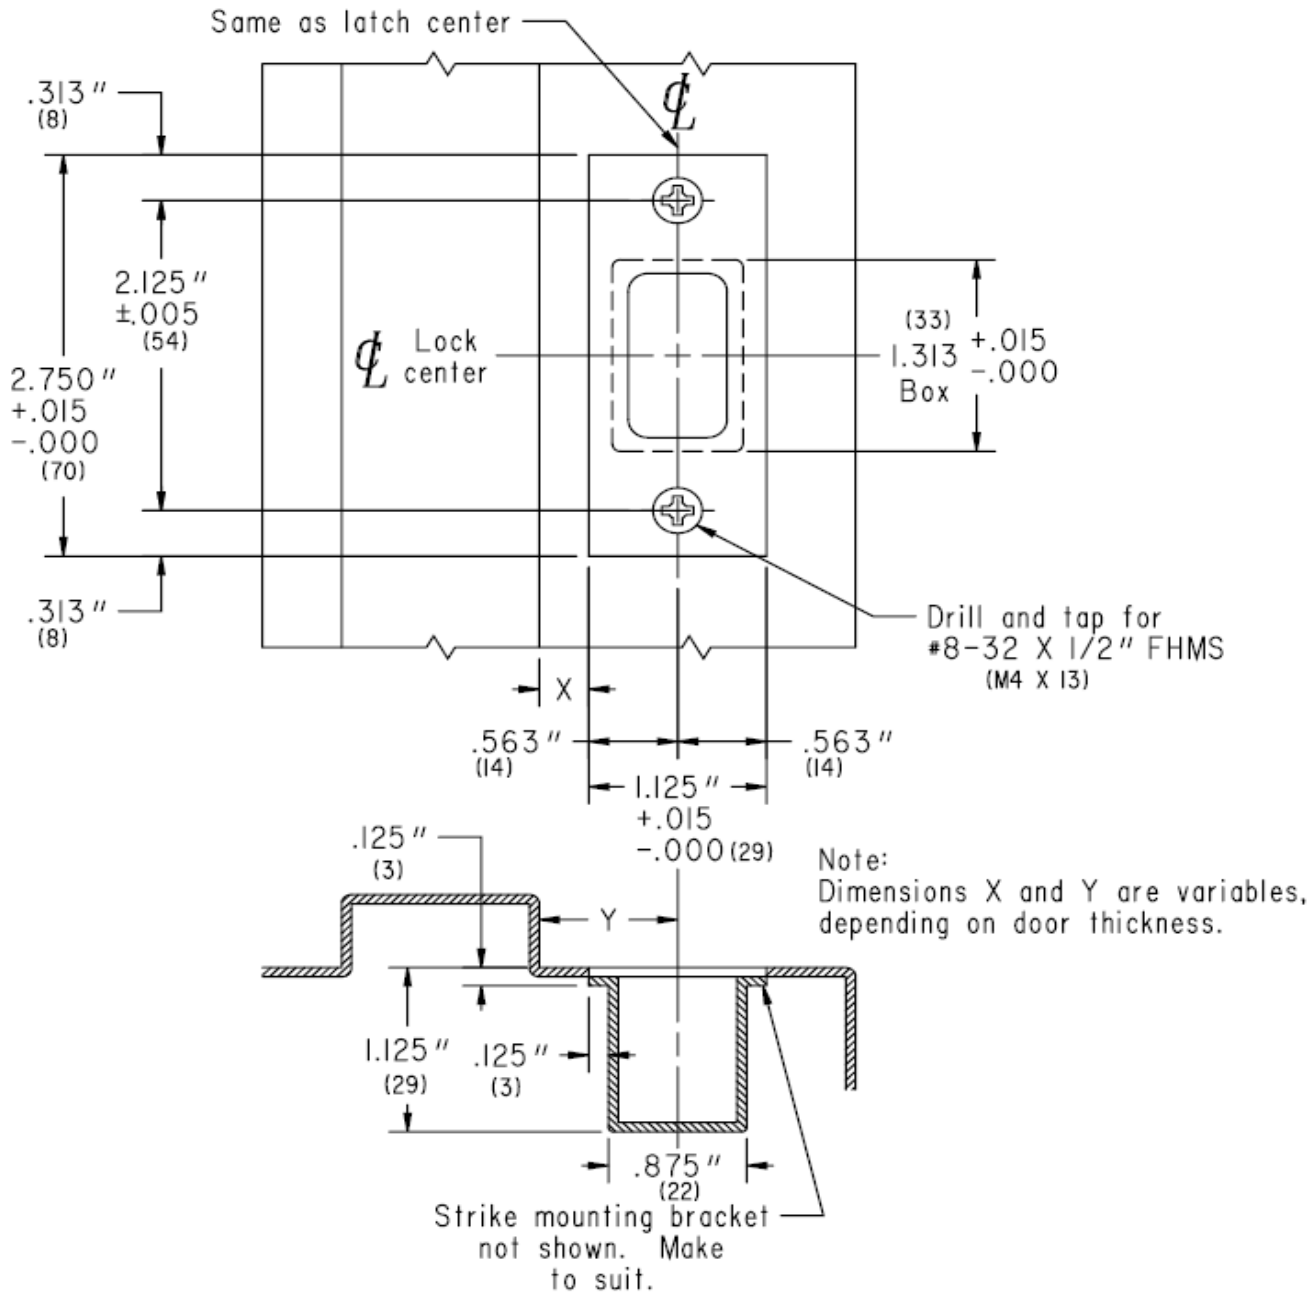 Same as latch center
℄
.313"
(8)
2.125"
±.005
(54)
2.750"
+.015
-.000
(70)
℄ Lock
center
(33)
1.313 +.015
Box -.000
.313"
(8)
Drill and tap for
#8-32 X 1/2" FHMS
(M4 X 13)
X
.563"
(14)
.563"
(14)
1.125"
+.015
-.000 (29)
.125"
(3)
Y
Note:
Dimensions X and Y are variables,
depending on door thickness.
1.125"
(29)
.125"
(3)
.875"
(22)
Strike mounting bracket
not shown. Make
to suit.